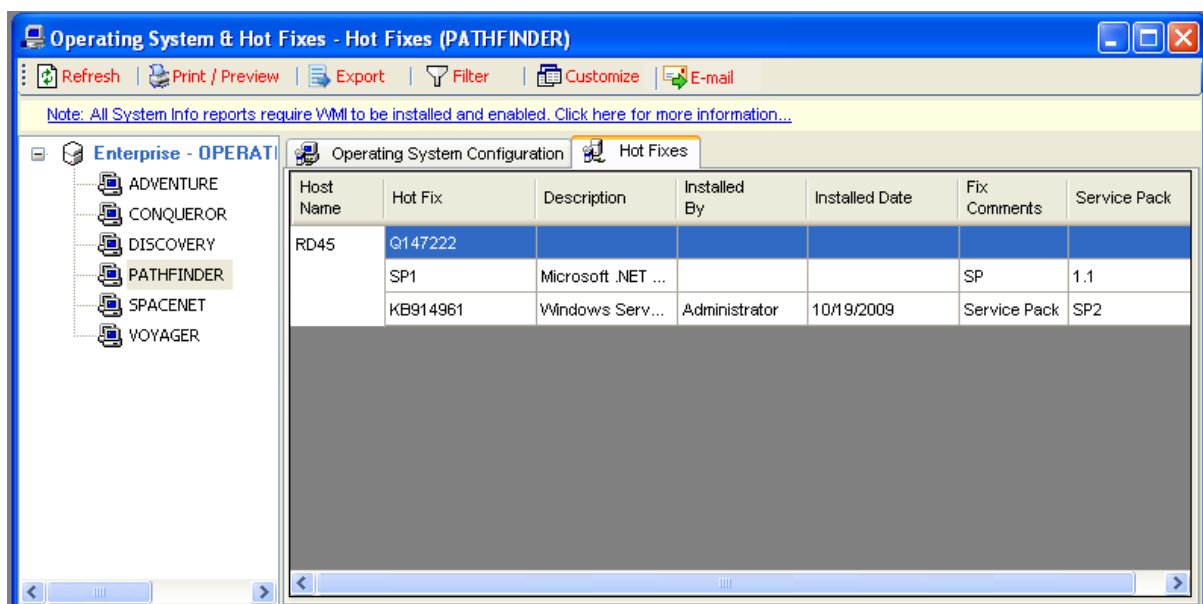 Operating System & Hot Fixes - Hot Fixes (PATHFINDER)
Refresh Print / Preview Export Filter Customize E-mail
Note: All System Info reports require WMI to be installed and enabled. Click here for more information...
Enterprise - OPERATI
ADVENTURE
CONQUEROR
DISCOVERY
PATHFINDER
SPACENET
VOYAGER
Operating System Configuration Hot Fixes
Host Name Hot Fix Description Installed By Installed Date Fix Comments Service Pack
RD45 Q147222
SP1 Microsoft .NET ... SP 1.1
KB914961 Windows Serv... Administrator 10/19/2009 Service Pack SP2